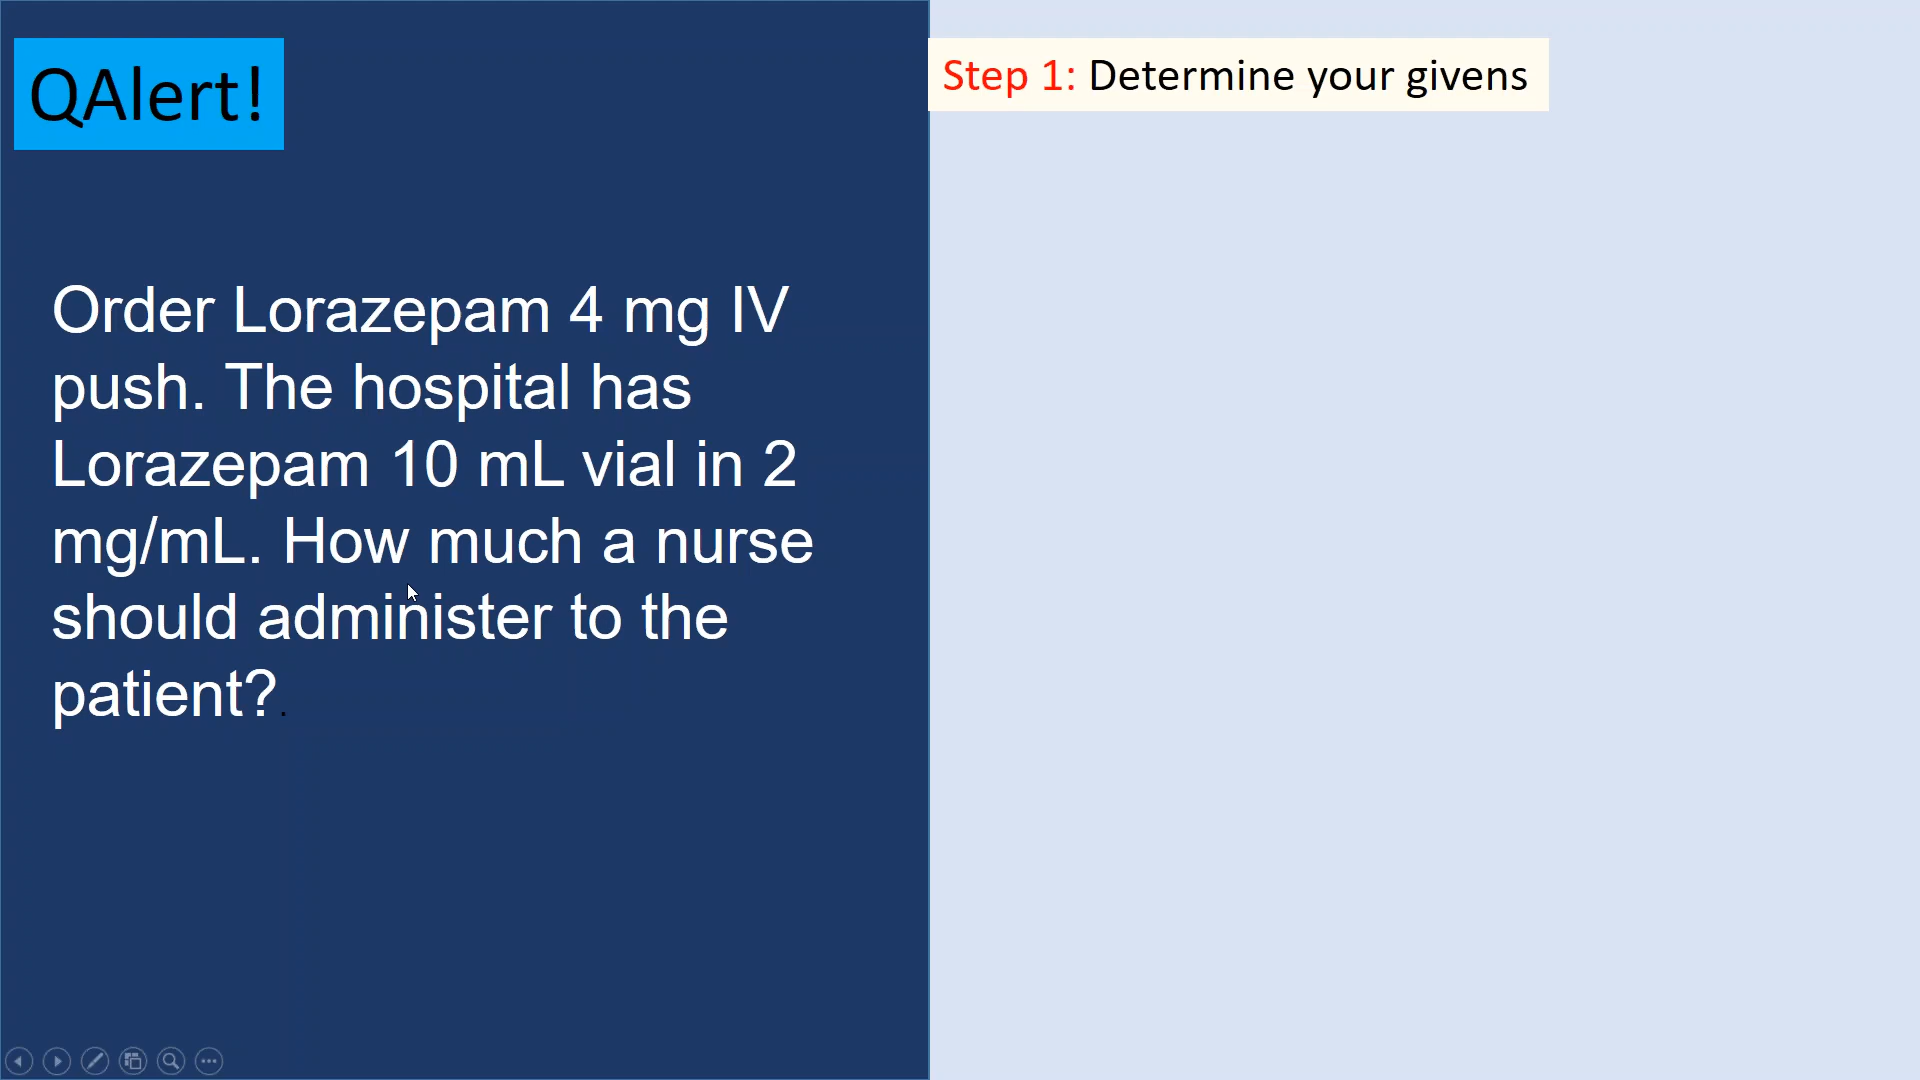 QAlert!
Order Lorazepam 4 mg IV
push. The hospital has
Lorazepam 10 mL vial in 2
mg/mL. How much a nurse
should administer to the
patient?.
Step 1: Determine your givens